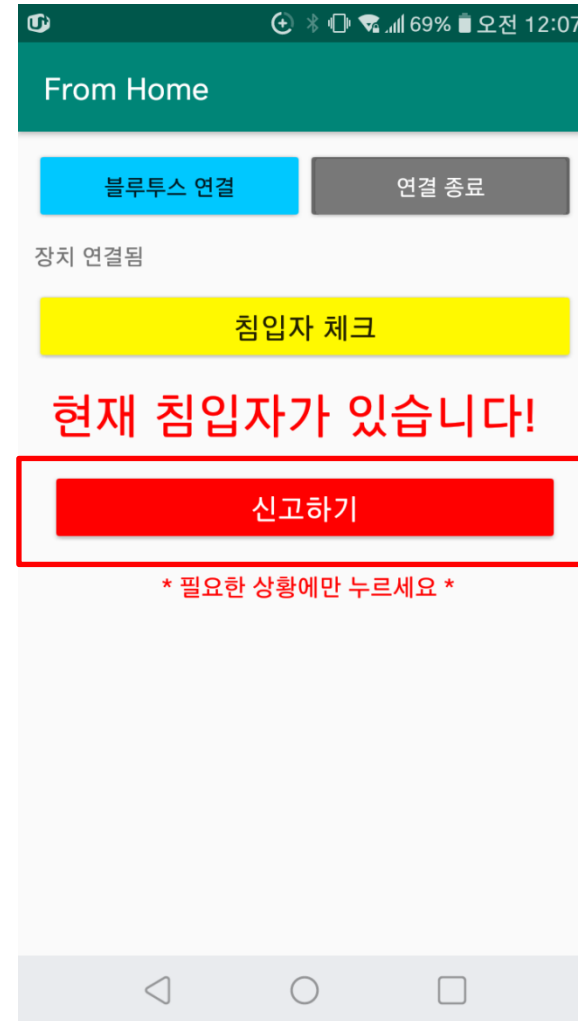 69% 오전 12:07
From Home
블루투스 연결 연결 종료
장치 연결됨
침입자 체크
현재 침입자가 있습니다!
신고하기
* 필요한 상황에만 누르세요 *